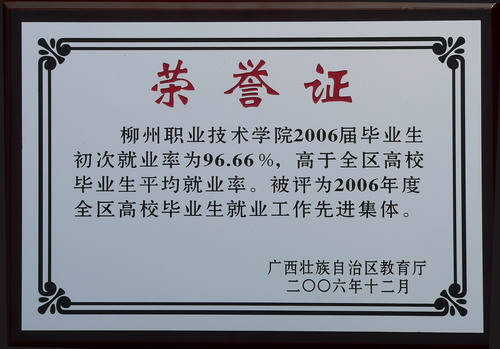 荣誉证
柳州职业技术学院2006届毕业生
初次就业率为96.66%，高于全区高校
毕业生平均就业率。被评为2006年度
全区高校毕业生就业工作先进集体。
广西壮族自治区教育厅
二〇〇六年十二月